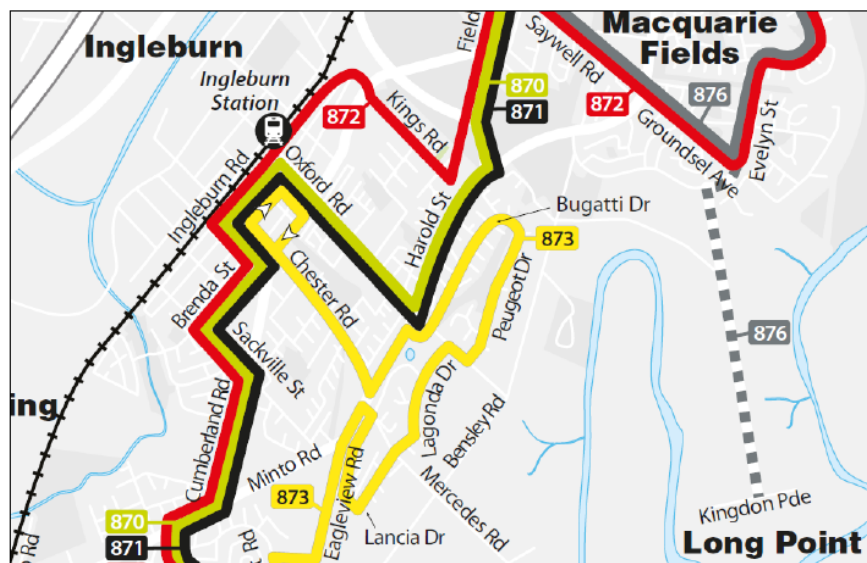 Ingleburn
Ingleburn
Station
Macquarie
Fields
Field
Saywell Rd
870
871
872
Kings Rd
872
876
Groundsel Ave
Evelyn St
Ingleburn Rd
Oxford Rd
Harold St
Bugatti Dr
873
Chester Rd
Peugeot Dr
Brenda St
Sackville St
876
ing
Cumberland Rd
Lagonda Dr
Bensley Rd
Minto Rd
873
Eagleview Rd
Mercedes Rd
Kingdon Pde
870
871
Lancia Dr
Long Point
Rd